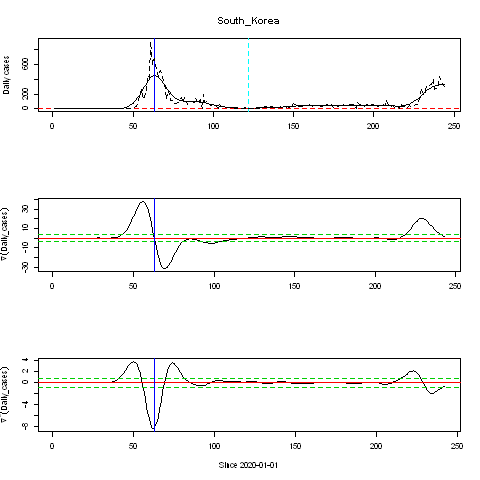 South_Korea
Daily cases
0 200 600
0 50 100 150 200 250
∇(Daily_cases)
-30 -10 10 30
0 50 100 150 200 250
∇(Daily_cases)
-8 -4 0 2 4
0 50 100 150 200 250
Since 2020-01-01